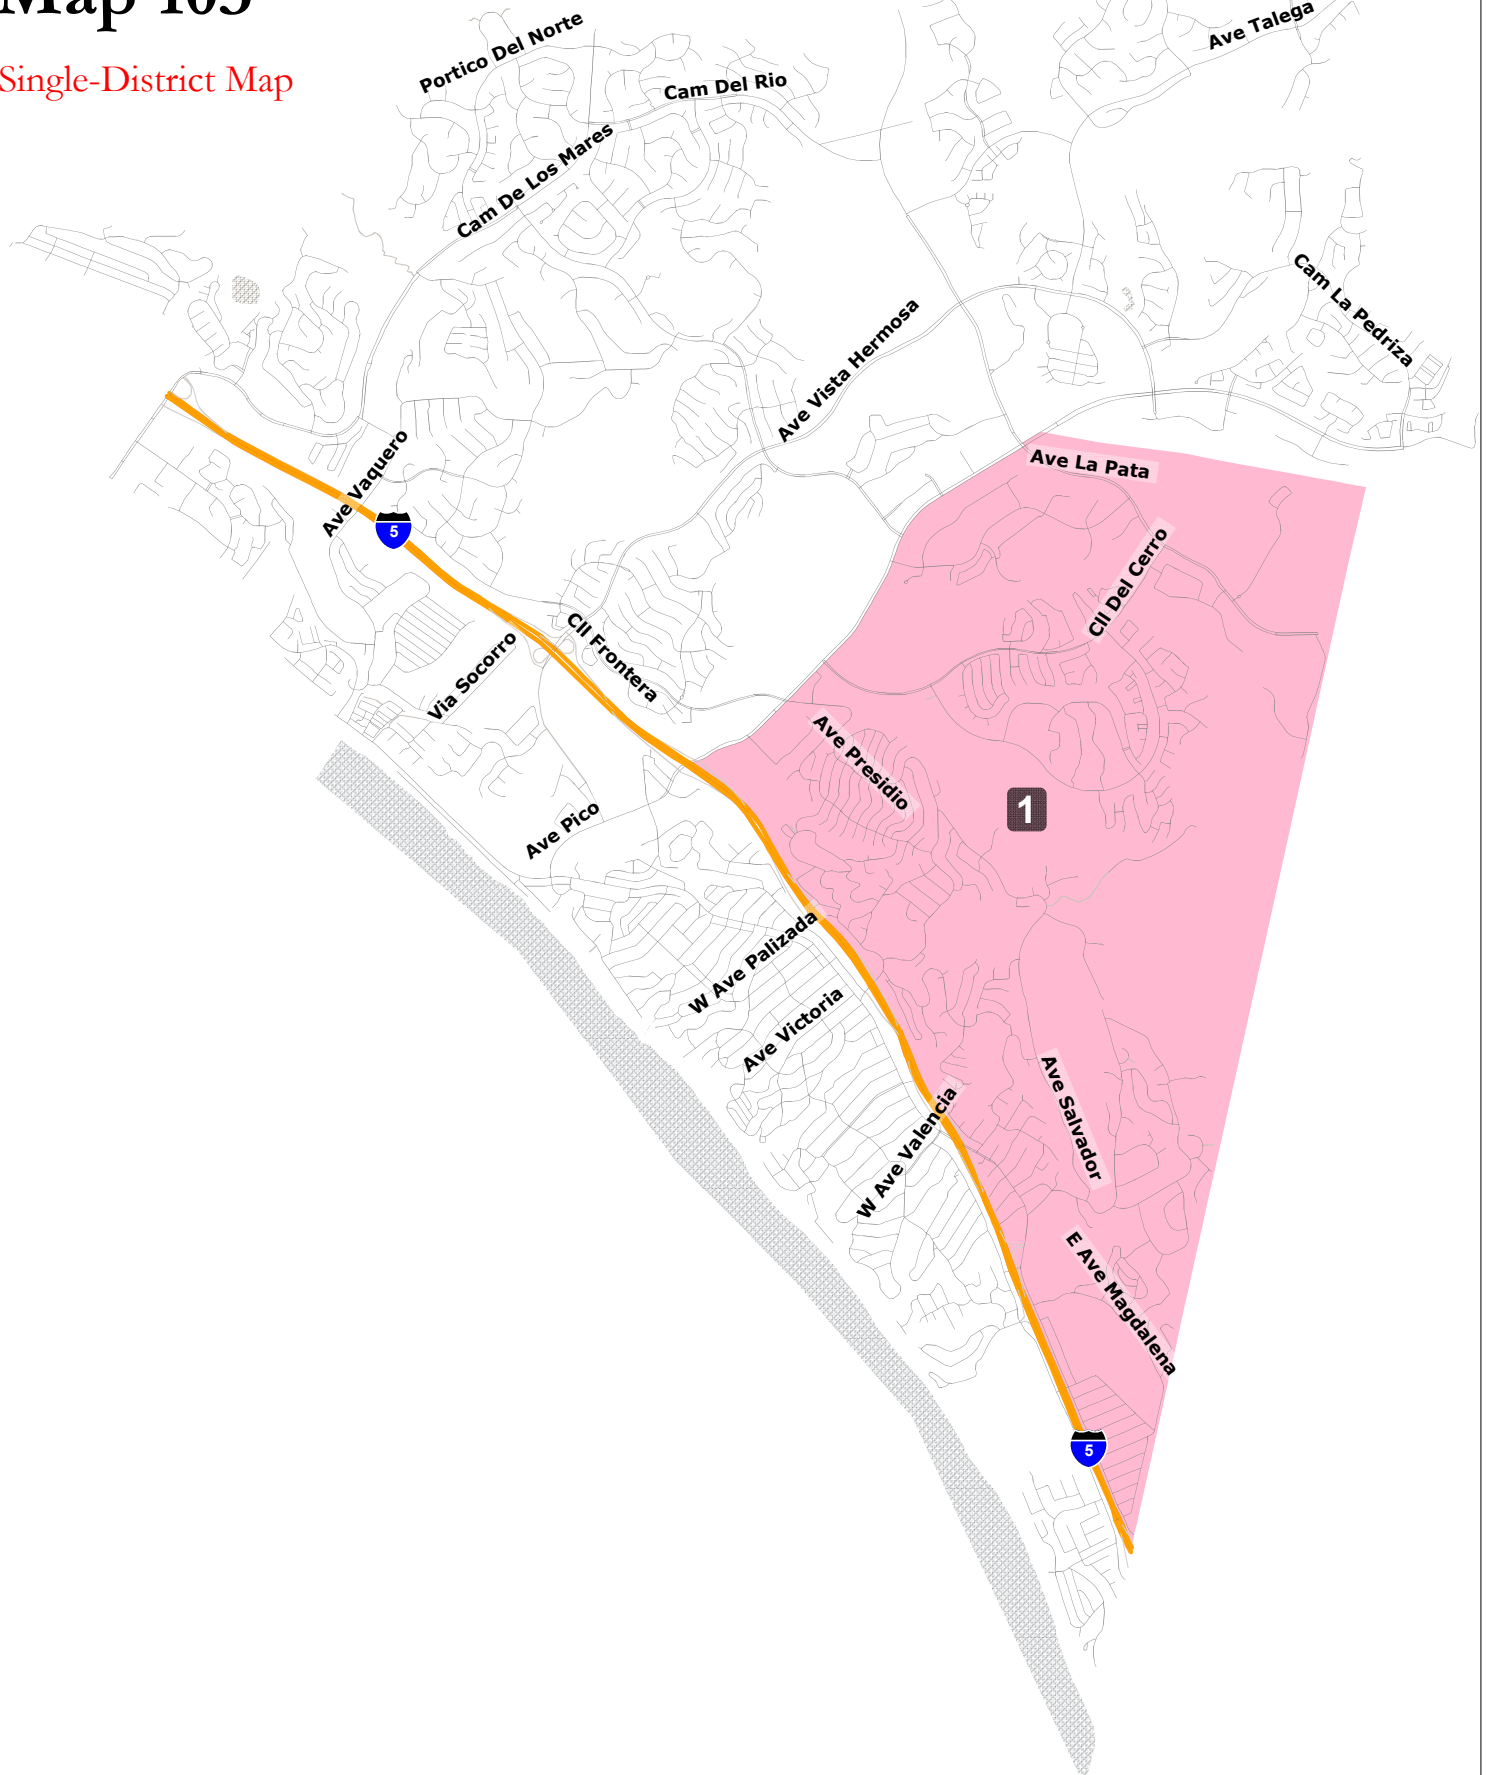 Map 103
Single-District Map
Portico Del Norte
Ave Talega
Cam Del Rio
Cam De Los Mares
Cam La Pedriza
Ave Vista Hermosa
Ave Vaquero
Ave La Pata
5
Cll Del Cerro
Cll Frontera
Via Socorro
Ave Presidio
1
Ave Pico
W Ave Palizada
Ave Victoria
W Ave Valencia
Ave Salvador
E Ave Magdalena
5